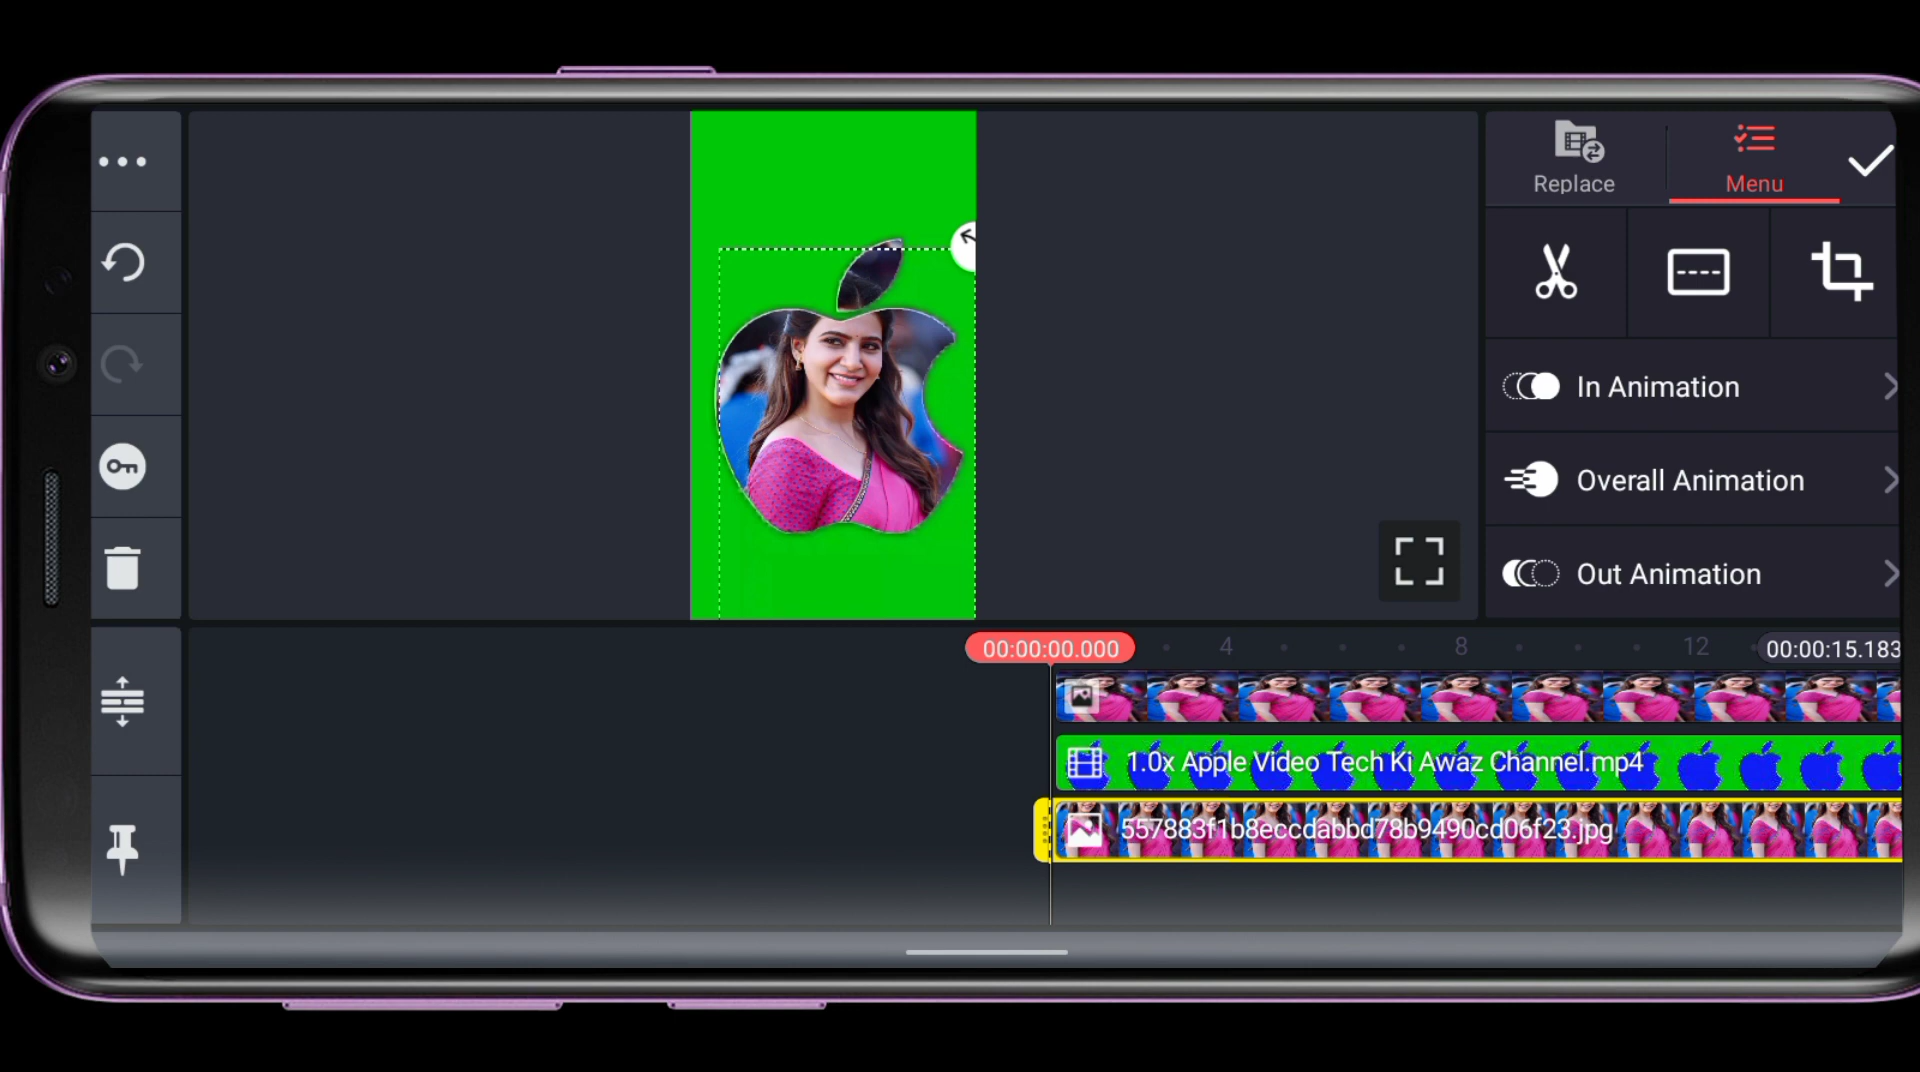 Replace
Menu
In Animation
Overall Animation
Out Animation
00:00:00.000
4
8
12
00:00:15.183
1.0x Apple Video Tech Ki Awaz Channel.mp4
557883f1b8eccdabbd78b9490cd06f23.jpg